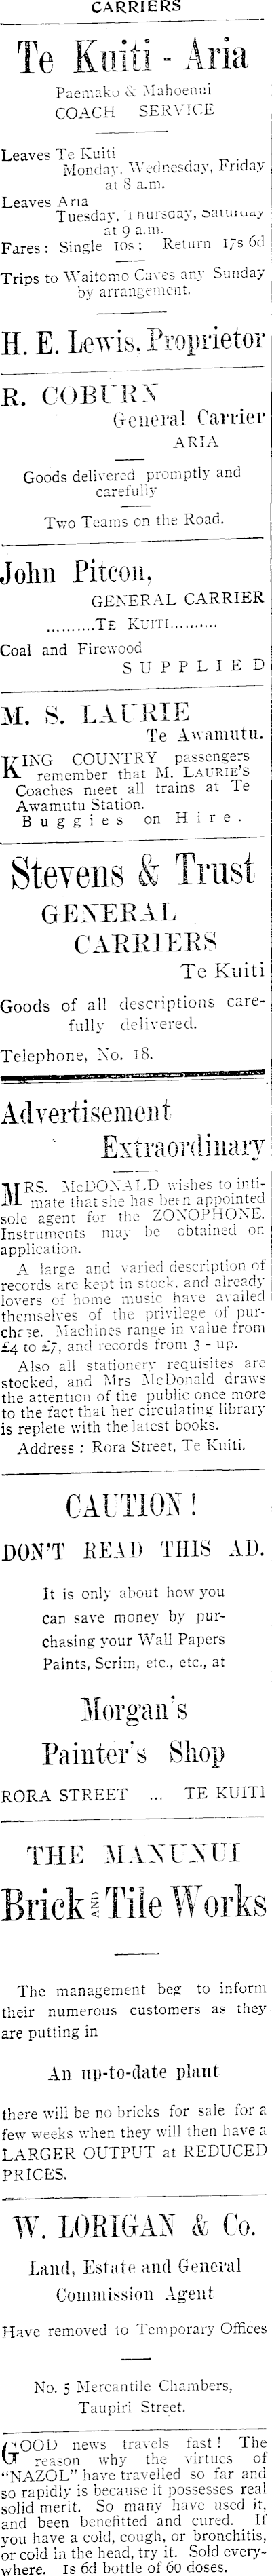 CARRIERS
Te Kuiti - Aria
Paemako & Mahoenui
COACH SERVICE
Leaves Te Kuiti
Monday, Wednesday, Friday
at 8 a.m.
Leaves Aria
Tuesday, Thursday, Saturday
at 9 a.m.
Fares: Single 10s; Return 17s 6d
Trips to Waitomo Caves any Sunday
by arrangement.
H. E. Lewis. Proprietor
R. COBURN
General Carrier
ARIA
Goods delivered promptly and
carefully
Two Teams on the Road.
John Pitcon,
GENERAL CARRIER
..........TE KUITI..........
Coal and Firewood
SUPPLIED
M. S. LAURIE
Te Awamutu.
KING COUNTRY passengers
remember that M. LAURIE'S
Coaches meet all trains at Te
Awamutu Station.
Buggies on Hire.
Stevens & Trust
GENERAL
CARRIERS
Te Kuiti
Goods of all descriptions care-
fully delivered.
Telephone, No. 18.
Advertisement
Extraordinary
MRS. McDONALD wishes to inti-
mate that she has been appointed
sole agent for the ZONOPHONE.
Instruments may be obtained on
application.
A large and varied description of
records are kept in stock, and already
lovers of home music have availed
themselves of the privilege of pur-
chase. Machines range in value from
£4 to £7, and records from 3 - up.
Also all stationery requisites are
stocked, and Mrs McDonald draws
the attention of the public once more
to the fact that her circulating library
is replete with the latest books.
Address : Rora Street, Te Kuiti.
CAUTION!
DON'T READ THIS AD.
It is only about how you
can save money by pur-
chasing your Wall Papers
Paints, Scrim, etc., etc., at
Morgan's
Painter's Shop
RORA STREET ... TE KUITI
THE MANUNUI
Brick AND Tile Works
The management beg to inform
their numerous customers as they
are putting in
An up-to-date plant
there will be no bricks for sale for a
few weeks when they will then have a
LARGER OUTPUT at REDUCED
PRICES.
W. LORIGAN & Co.
Land, Estate and General
Commission Agent
Have removed to Temporary Offices
No. 5 Mercantile Chambers,
Taupiri Street.
GOOD news travels fast! The
reason why the virtues of
"NAZOL" have travelled so far and
so rapidly is because it possesses real
solid merit. So many have used it,
and been benefitted and cured. If
you have a cold, cough, or bronchitis,
or cold in the head, try it. Sold every-
where. 1s 6d bottle of 60 doses.